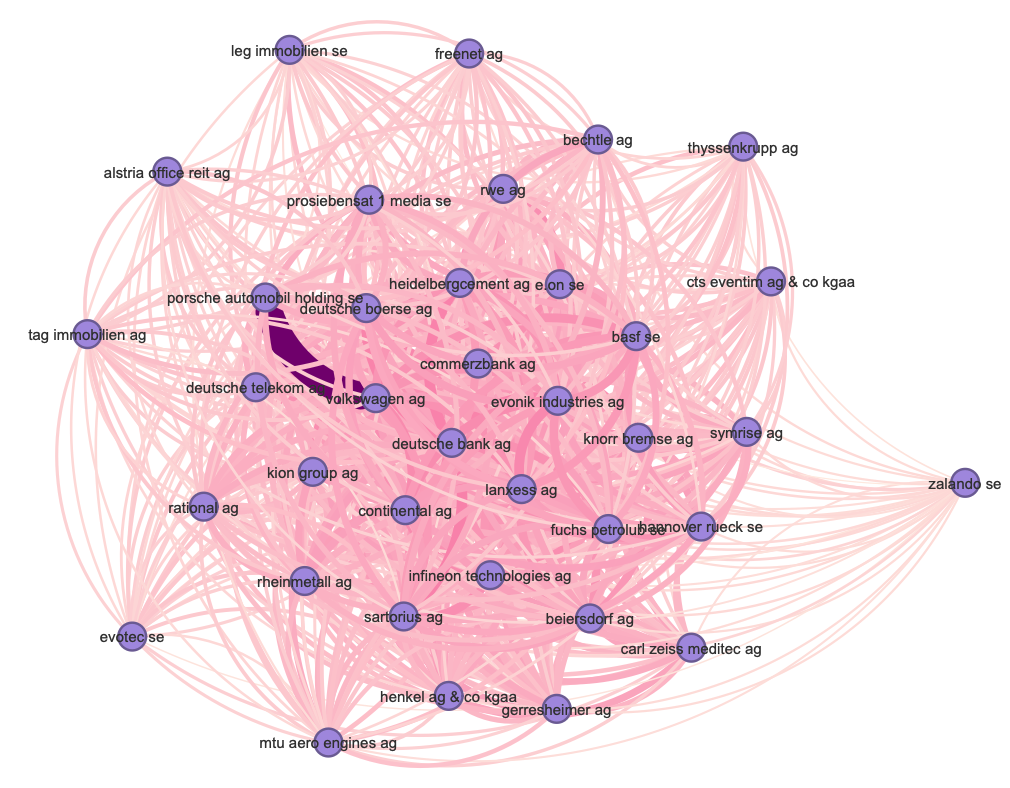 leg immobilien se
freenet ag
bechtle ag
thyssenkrupp ag
alstria office reit ag
rwe ag
prosiebensat 1 media se
cts eventim ag & co kgaa
heidelbergcement ag
e.on se
porsche automobil holding se
deutsche boerse ag
tag immobilien ag
basf se
commerzbank ag
deutsche telekom ag
volkswagen ag
evonik industries ag
symrise ag
knorr bremse ag
deutsche bank ag
kion group ag
zalando se
lanxess ag
rational ag
continental ag
hannover rueck se
fuchs petrolub se
infineon technologies ag
rheinmetall ag
sartorius ag
beiersdorf ag
evotec se
carl zeiss meditec ag
henkel ag & co kgaa
gerresheimer ag
mtu aero engines ag